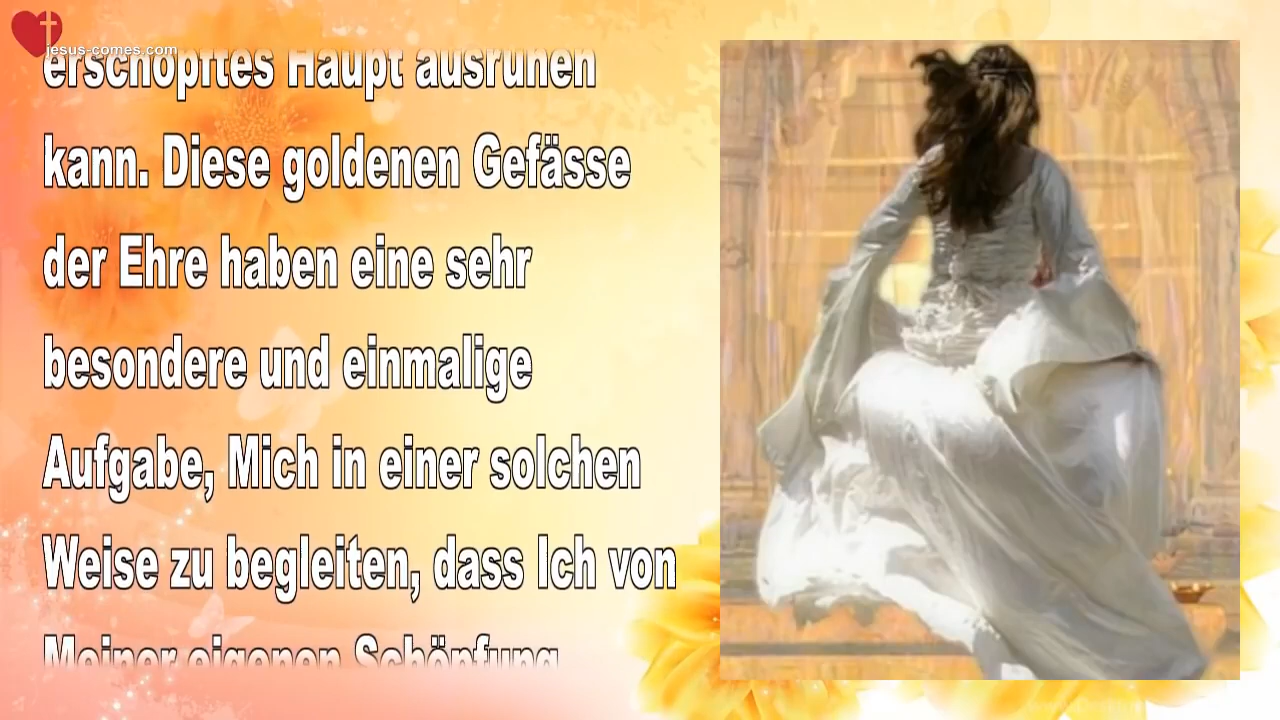 jesus-comes.com
erschöpftes Haupt ausruhen
kann. Diese goldenen Gefässe
der Ehre haben eine sehr
besondere und einmalige
Aufgabe, Mich in einer solchen
Weise zu begleiten, dass Ich von
Meiner eigenen Schöpfung